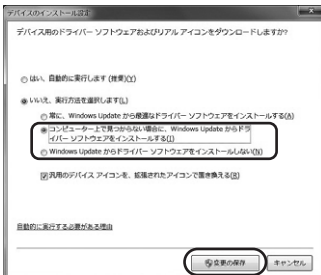 デバイスのインストール設定
デバイス用のドライバー ソフトウェアおよびリアル アイコンをダウンロードしますか?
はい、自動的に実行します (推奨)(Y)
いいえ、実行方法を選択します(L)
常に、Windows Update から最適なドライバー ソフトウェアをインストールする(A)
コンピューター上で見つからない場合に、Windows Update からドラ
イバー ソフトウェアをインストールする(I)
Windows Update からドライバー ソフトウェアをインストールしない(N)
汎用のデバイス アイコンを、拡張されたアイコンで置き換える(R)
自動的に実行する必要がある理由
変更の保存
キャンセル